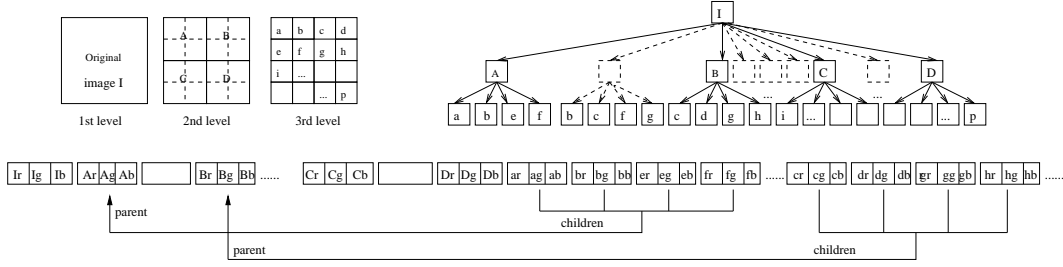 I
a b c d
A B
Original
e f g h
image I
C D
i ...
... p
1st level 2nd level 3rd level
A B C D
... ...
a b e f b c f g c d g h i ... ... p
Ir Ig Ib Ar Ag Ab Br Bg Bb ...... Cr Cg Cb Dr Dg Db ar ag ab br bg bb er eg eb fr fg fb ...... cr cg cb dr dg db gr gg gb hr hg hb ......
parent
children
parent
children